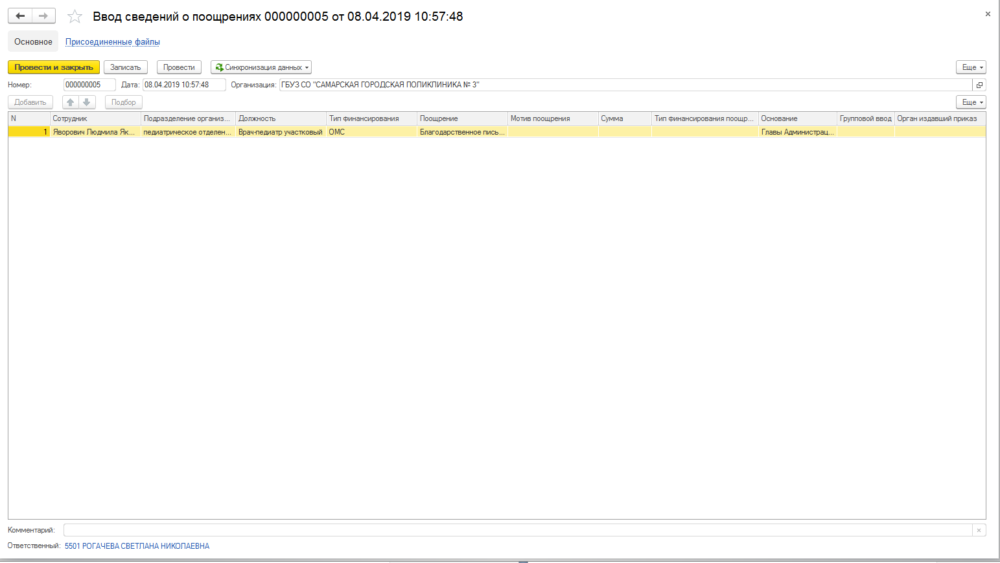 Ввод сведений о поощрениях 000000005 от 08.04.2019 10:57:48
Основное Присоединенные файлы
Провести и закрыть Записать Провести Синхронизация данных Еще
Номер: 000000005 Дата: 08.04.2019 10:57:48 Организация: ГБУЗ СО "САМАРСКАЯ ГОРОДСКАЯ ПОЛИКЛИНИКА № 3"
Добавить Подбор Еще
N Сотрудник Подразделение организ... Должность Тип финансирования Поощрение Мотив поощрения Сумма Тип финансирования поощр... Основание Групповой ввод Орган издавший приказ
1 Яворович Людмила Як... педиатрическое отделен... Врач-педиатр участковый ОМС Благодарственное пись... Главы Администрац...
Комментарий:
Ответственный: 5501 РОГАЧЕВА СВЕТЛАНА НИКОЛАЕВНА